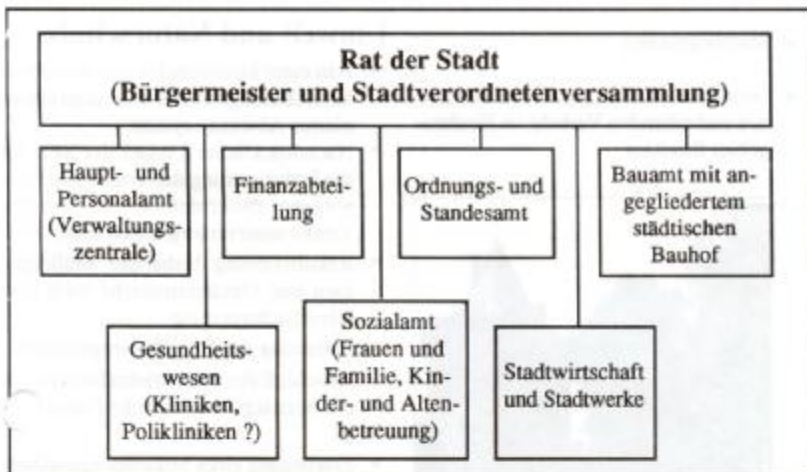 Rat der Stadt
(Bürgermeister und Stadtverordnetenversammlung)
Haupt- und
Personalamt
(Verwaltungs-
zentrale)
Finanzabtei-
lung
Ordnungs- und
Standesamt
Bauamt mit an-
gegliedertem
städtischen
Bauhof
Gesundheits-
wesen
(Kliniken,
Polikliniken ?)
Sozialamt
(Frauen und
Familie, Kin-
der- und Alten-
betreuung)
Stadtwirtschaft
und Stadtwerke